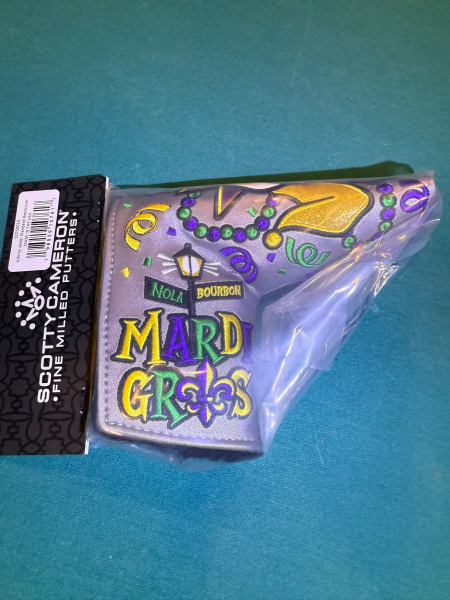 SCOTTY CAMERON®
•FINE MILLED PUTTERS•
NOLA
BOURBON
MARDI
GRAS